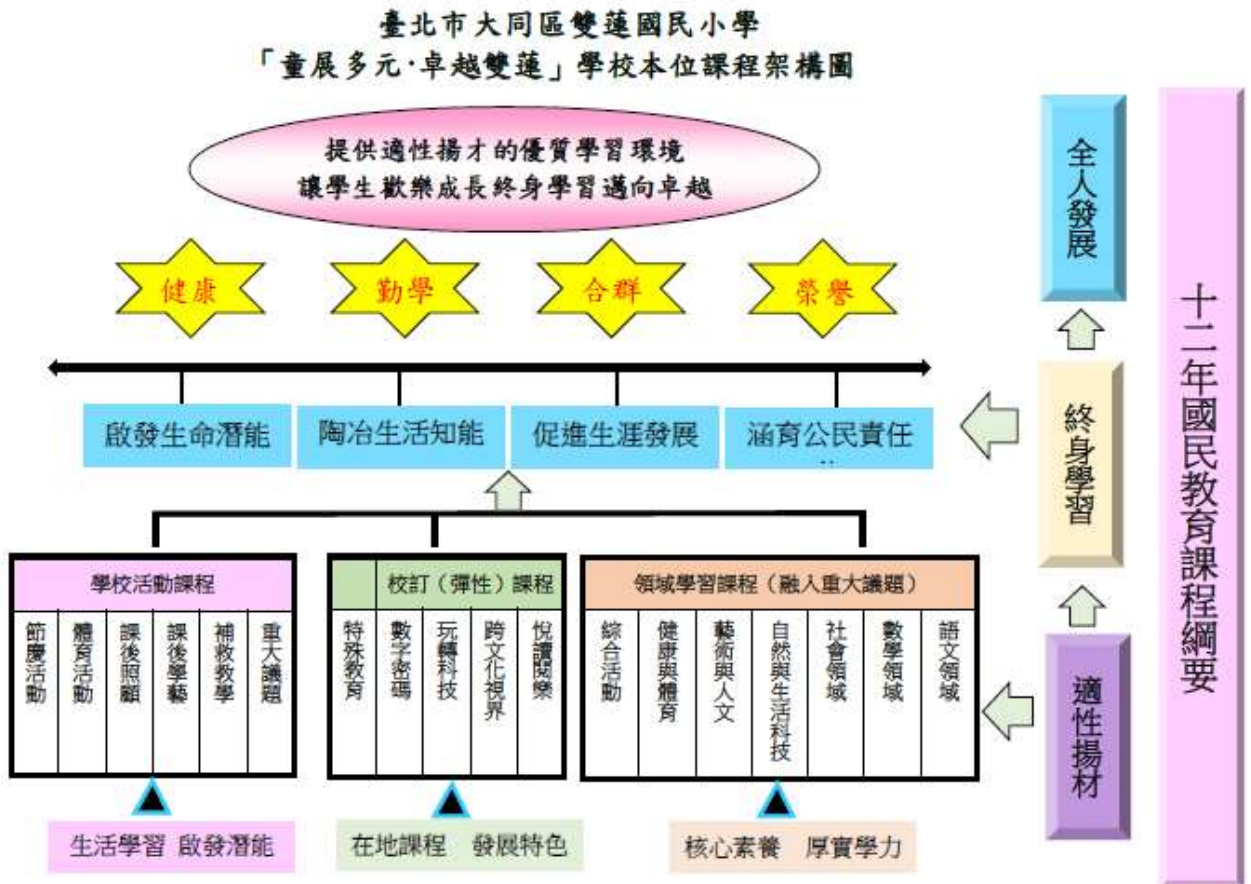 臺北市大同區雙蓮國民小學
「童展多元·卓越雙蓮」學校本位課程架構圖
提供適性揚才的優質學習環境
讓學生歡樂成長終身學習邁向卓越
健康
勤學
合群
榮譽
啟發生命潛能
陶冶生活知能
促進生涯發展
涵育公民責任
學校活動課程
節慶活動
體育活動
課後照顧
課後學藝
補救教學
重大議題
校訂（彈性）課程
特殊教育
數字密碼
玩轉科技
跨文化視界
悅讀閱樂
領域學習課程（融入重大議題）
綜合活動
健康與體育
藝術與人文
自然與生活科技
社會領域
數學領域
語文領域
生活學習 啟發潛能
在地課程 發展特色
核心素養 厚實學力
全人發展
終身學習
適性揚材
十二年國民教育課程綱要